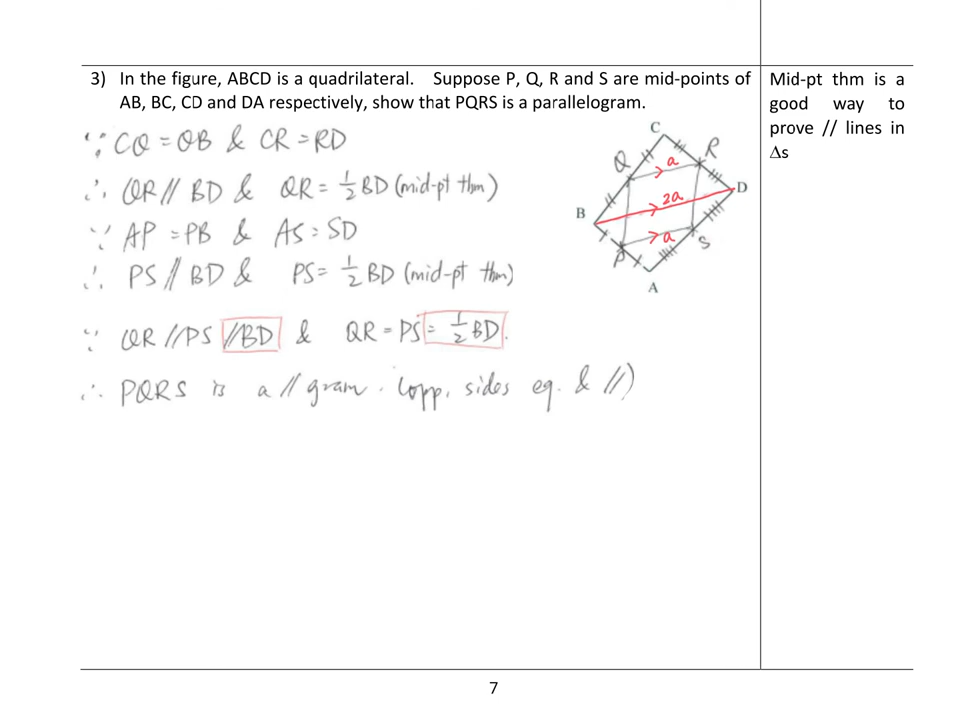 3) In the figure, ABCD is a quadrilateral. Suppose P, Q, R and S are mid-points of
AB, BC, CD and DA respectively, show that PQRS is a parallelogram.
Mid-pt thm is a
good way to
prove // lines in
Δs
∵ CQ = QB & CR = RD
∴ QR // BD & QR = ½ BD (mid-pt thm)
∵ AP = PB & AS = SD
∴ PS // BD & PS = ½ BD (mid-pt thm)
∵ QR // PS // BD & QR = PS = ½ BD.
∴ PQRS is a // gram. (opp. sides eq. & //)
C
Q
R
a
D
2a
B
a
S
P
A
7